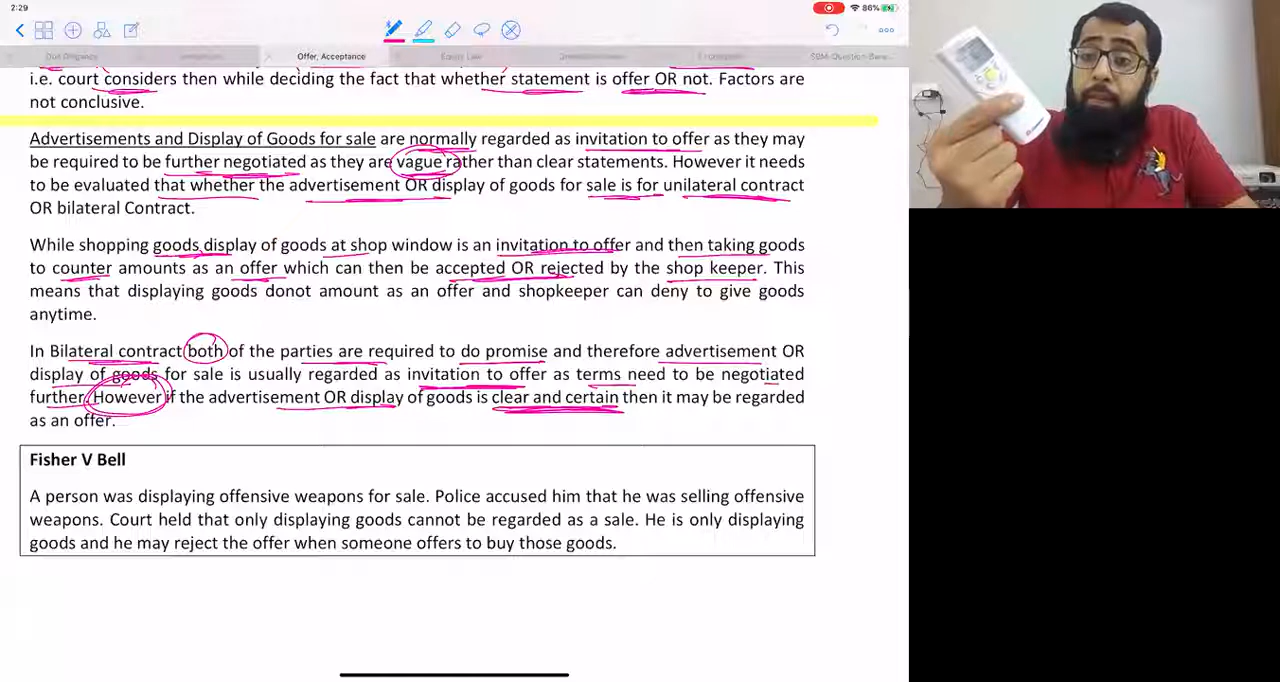 2:29
86%
Offer, Acceptance
Equity Law
SBM-Question Ban...
i.e. court considers then while deciding the fact that whether statement is offer OR not. Factors are
not conclusive.
Advertisements and Display of Goods for sale are normally regarded as invitation to offer as they may
be required to be further negotiated as they are vague rather than clear statements. However it needs
to be evaluated that whether the advertisement OR display of goods for sale is for unilateral contract
OR bilateral Contract.
While shopping goods display of goods at shop window is an invitation to offer and then taking goods
to counter amounts as an offer which can then be accepted OR rejected by the shop keeper. This
means that displaying goods donot amount as an offer and shopkeeper can deny to give goods
anytime.
In Bilateral contract both of the parties are required to do promise and therefore advertisement OR
display of goods for sale is usually regarded as invitation to offer as terms need to be negotiated
further. However if the advertisement OR display of goods is clear and certain then it may be regarded
as an offer.
Fisher V Bell
A person was displaying offensive weapons for sale. Police accused him that he was selling offensive
weapons. Court held that only displaying goods cannot be regarded as a sale. He is only displaying
goods and he may reject the offer when someone offers to buy those goods.